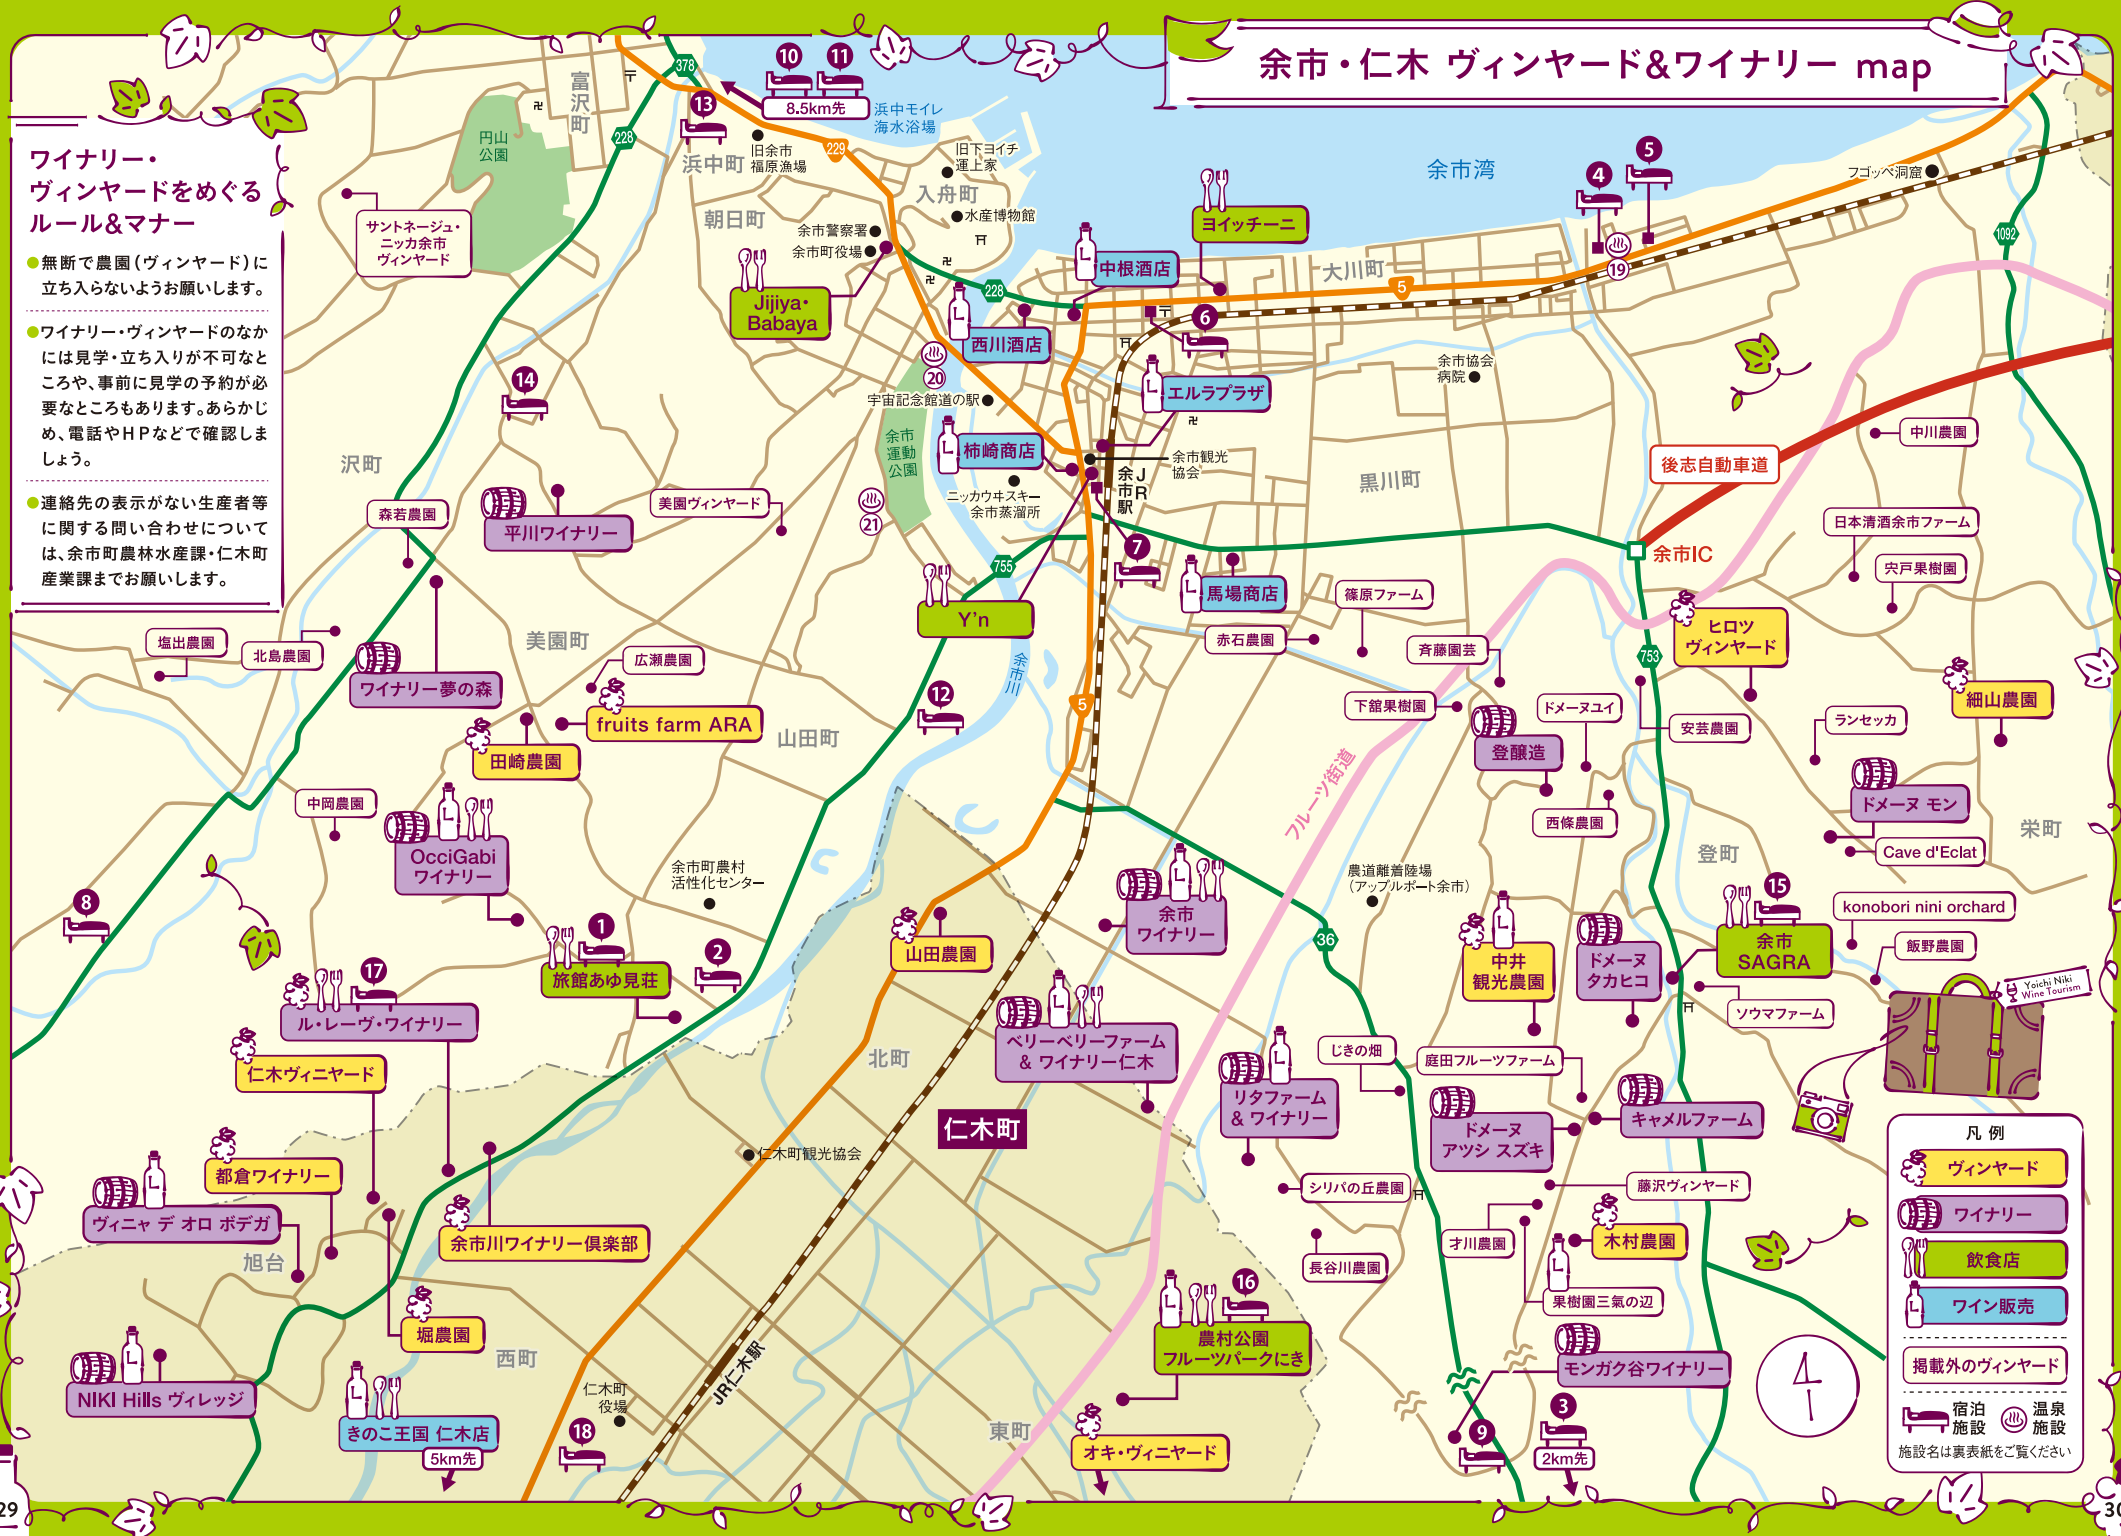 余市・仁木 ヴィンヤード&ワイナリー map
ワイナリー・
ヴィンヤードをめぐる
ルール&マナー
●無断で農園(ヴィンヤード)に
立ち入らないようお願いします。
●ワイナリー・ヴィンヤードのなか
には見学・立ち入りが不可なと
ころや、事前に見学の予約が必
要なところもあります。あらかじ
め、電話やHPなどで確認しま
しょう。
●連絡先の表示がない生産者等
に関する問い合わせについて
は、余市町農林水産課・仁木町
産業課までお願いします。
富沢町
円山
公園
378
228
10
11
8.5km先
浜中モイレ
海水浴場
13
浜中町
旧余市
福原漁場
229
旧下ヨイチ
運上家
入舟町
水産博物館
朝日町
余市警察署
余市町役場
サントネージュ・
ニッカ余市
ヴィンヤード
Jijiya・
Babaya
228
西川酒店
中根酒店
ヨイッチーニ
余市湾
4
5
フゴッペ洞窟
19
大川町
5
1092
6
エルラプラザ
余市協会
病院
20
宇宙記念館道の駅
余市
運動
公園
柿崎商店
余市観光
協会
JR
余市駅
ニッカウヰスキー
余市蒸溜所
21
14
沢町
黒川町
後志自動車道
中川農園
森若農園
平川ワイナリー
美園ヴィンヤード
日本清酒余市ファーム
余市IC
宍戸果樹園
7
755
Y'n
馬場商店
篠原ファーム
赤石農園
斉藤園芸
753
ヒロツ
ヴィンヤード
塩出農園
北島農園
美園町
広瀬農園
ワイナリー夢の森
fruits farm ARA
田崎農園
山田町
12
余市川
5
下舘果樹園
登醸造
ドメーヌユイ
安芸農園
ランセッカ
細山農園
フルーツ街道
中岡農園
OcciGabi
ワイナリー
西條農園
ドメーヌ モン
栄町
登町
Cave d'Eclat
余市町農村
活性化センター
農道離着陸場
(アップルポート余市)
8
1
2
旅館あゆ見荘
山田農園
余市
ワイナリー
36
中井
観光農園
ドメーヌ
タカヒコ
15
余市
SAGRA
konobori nini orchard
飯野農園
ソウマファーム
Yoichi Niki
Wine Tourism
17
ル・レーヴ・ワイナリー
仁木ヴィニヤード
北町
ベリーベリーファーム
& ワイナリー仁木
じきの畑
庭田フルーツファーム
リタファーム
& ワイナリー
ドメーヌ
アツシ スズキ
キャメルファーム
仁木町
仁木町観光協会
都倉ワイナリー
ヴィニャ デ オロ ボデガ
旭台
余市川ワイナリー倶楽部
シリパの丘農園
藤沢ヴィンヤード
才川農園
木村農園
長谷川農園
果樹園三氣の辺
堀農園
西町
16
農村公園
フルーツパークにき
モンガク谷ワイナリー
NIKI Hills ヴィレッジ
きのこ王国 仁木店
5km先
仁木町
役場
18
JR仁木駅
東町
オキ・ヴィニヤード
9
3
2km先
凡 例
ヴィンヤード
ワイナリー
飲食店
ワイン販売
掲載外のヴィンヤード
宿泊
施設
温泉
施設
施設名は裏表紙をご覧ください
29